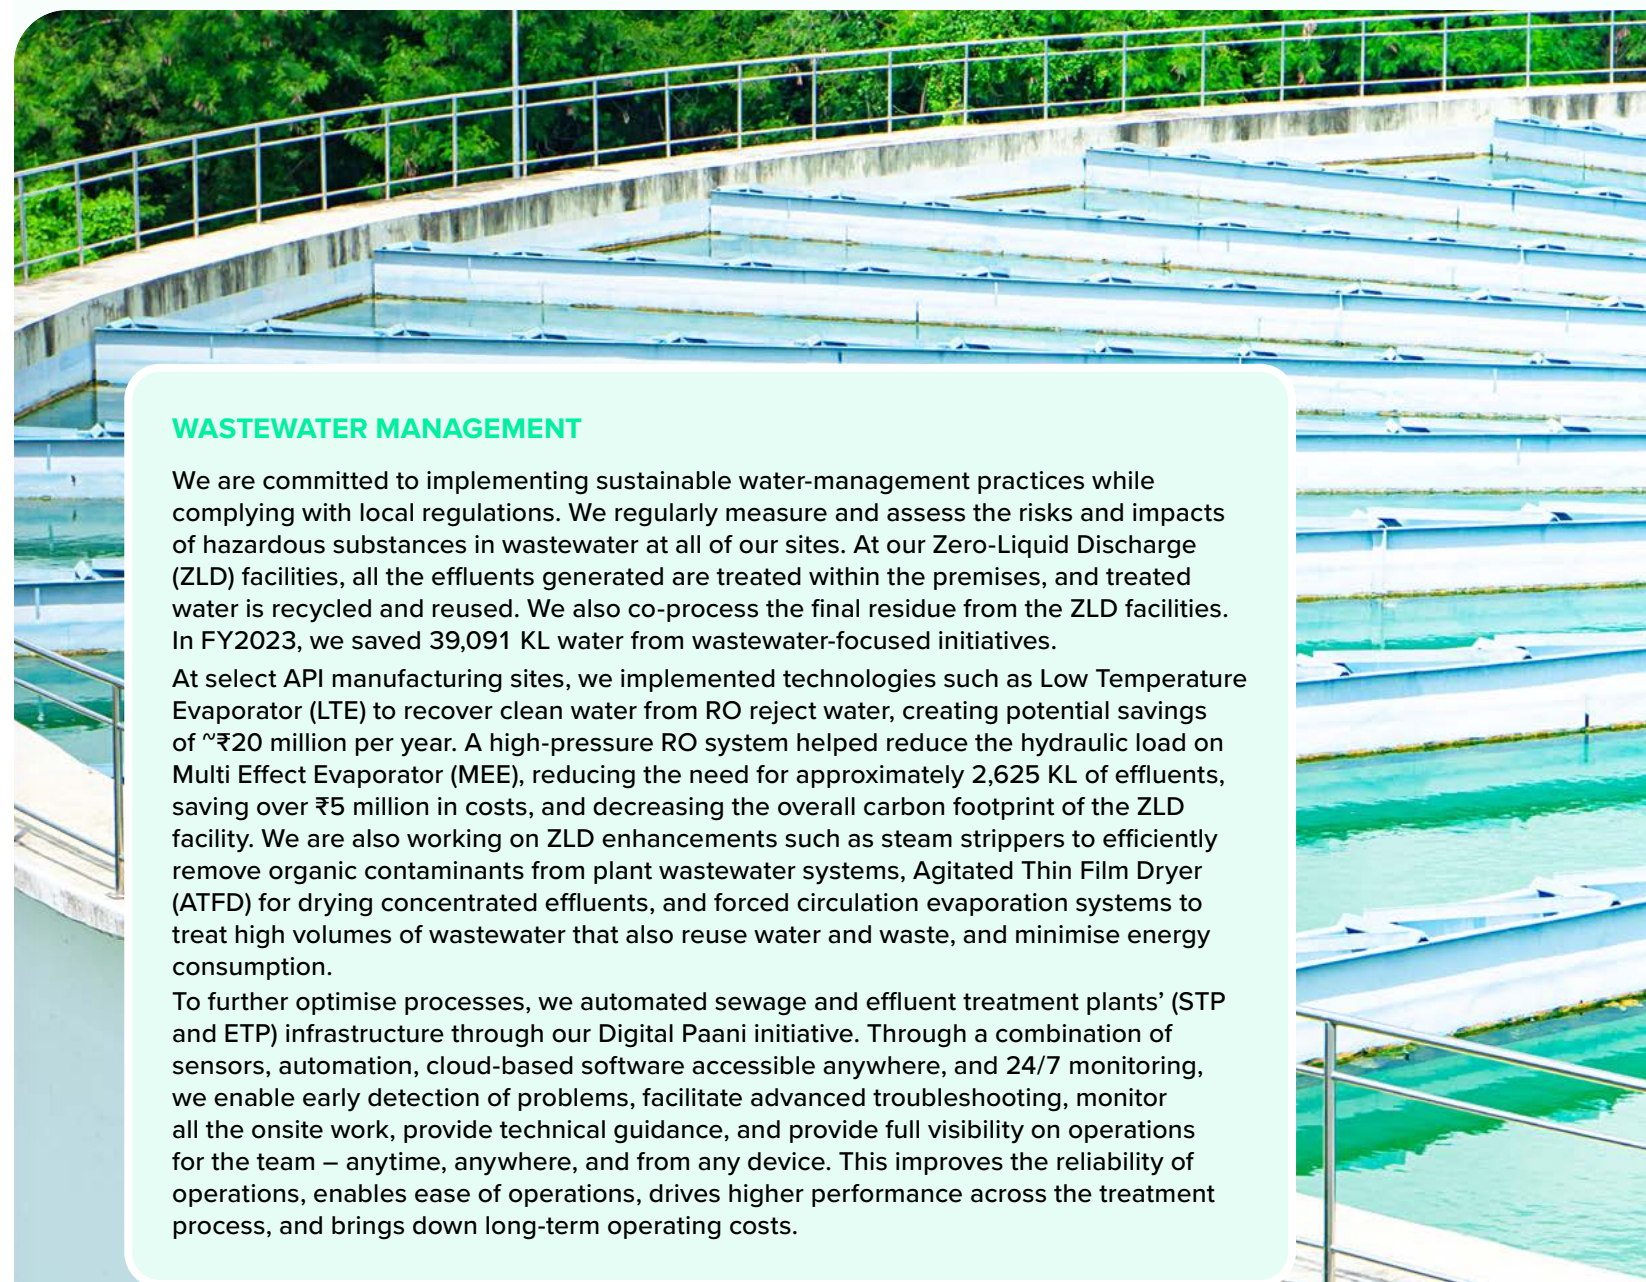 WASTEWATER MANAGEMENT
We are committed to implementing sustainable water-management practices while
complying with local regulations. We regularly measure and assess the risks and impacts
of hazardous substances in wastewater at all of our sites. At our Zero-Liquid Discharge
(ZLD) facilities, all the effluents generated are treated within the premises, and treated
water is recycled and reused. We also co-process the final residue from the ZLD facilities.
In FY2023, we saved 39,091 KL water from wastewater-focused initiatives.
At select API manufacturing sites, we implemented technologies such as Low Temperature
Evaporator (LTE) to recover clean water from RO reject water, creating potential savings
of ~₹20 million per year. A high-pressure RO system helped reduce the hydraulic load on
Multi Effect Evaporator (MEE), reducing the need for approximately 2,625 KL of effluents,
saving over ₹5 million in costs, and decreasing the overall carbon footprint of the ZLD
facility. We are also working on ZLD enhancements such as steam strippers to efficiently
remove organic contaminants from plant wastewater systems, Agitated Thin Film Dryer
(ATFD) for drying concentrated effluents, and forced circulation evaporation systems to
treat high volumes of wastewater that also reuse water and waste, and minimise energy
consumption.
To further optimise processes, we automated sewage and effluent treatment plants’ (STP
and ETP) infrastructure through our Digital Paani initiative. Through a combination of
sensors, automation, cloud-based software accessible anywhere, and 24/7 monitoring,
we enable early detection of problems, facilitate advanced troubleshooting, monitor
all the onsite work, provide technical guidance, and provide full visibility on operations
for the team – anytime, anywhere, and from any device. This improves the reliability of
operations, enables ease of operations, drives higher performance across the treatment
process, and brings down long-term operating costs.